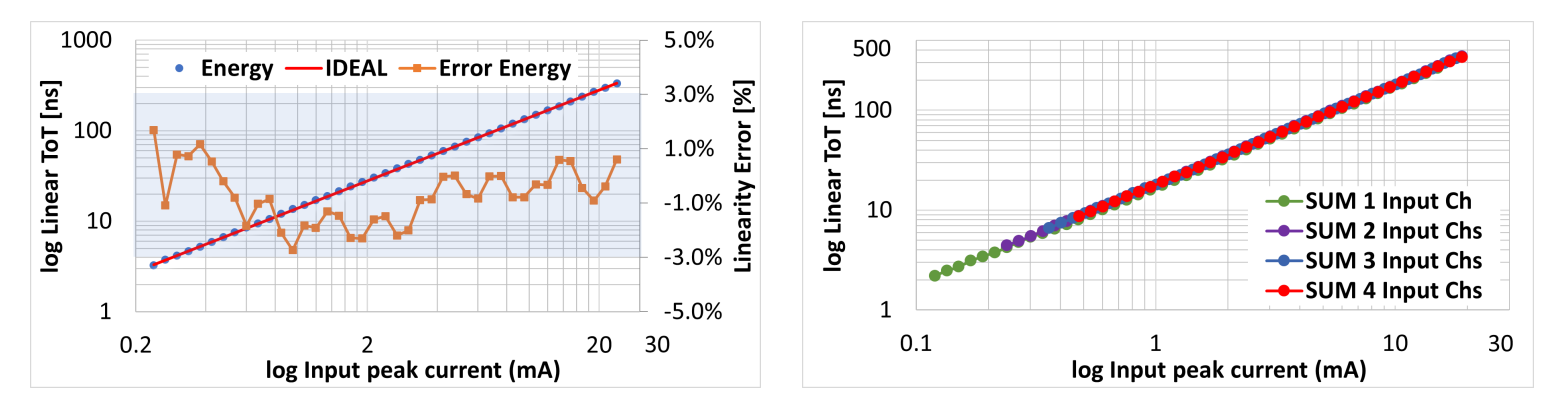 1000
100
10
1
log Linear ToT [ns]
Energy IDEAL Error Energy
5.0%
3.0%
1.0%
-1.0%
-3.0%
-5.0%
Linearity Error [%]
0.2 2 20 30
log Input peak current (mA)
500
100
10
1
log Linear ToT [ns]
SUM 1 Input Ch
SUM 2 Input Chs
SUM 3 Input Chs
SUM 4 Input Chs
0.1 1 10 30
log Input peak current (mA)